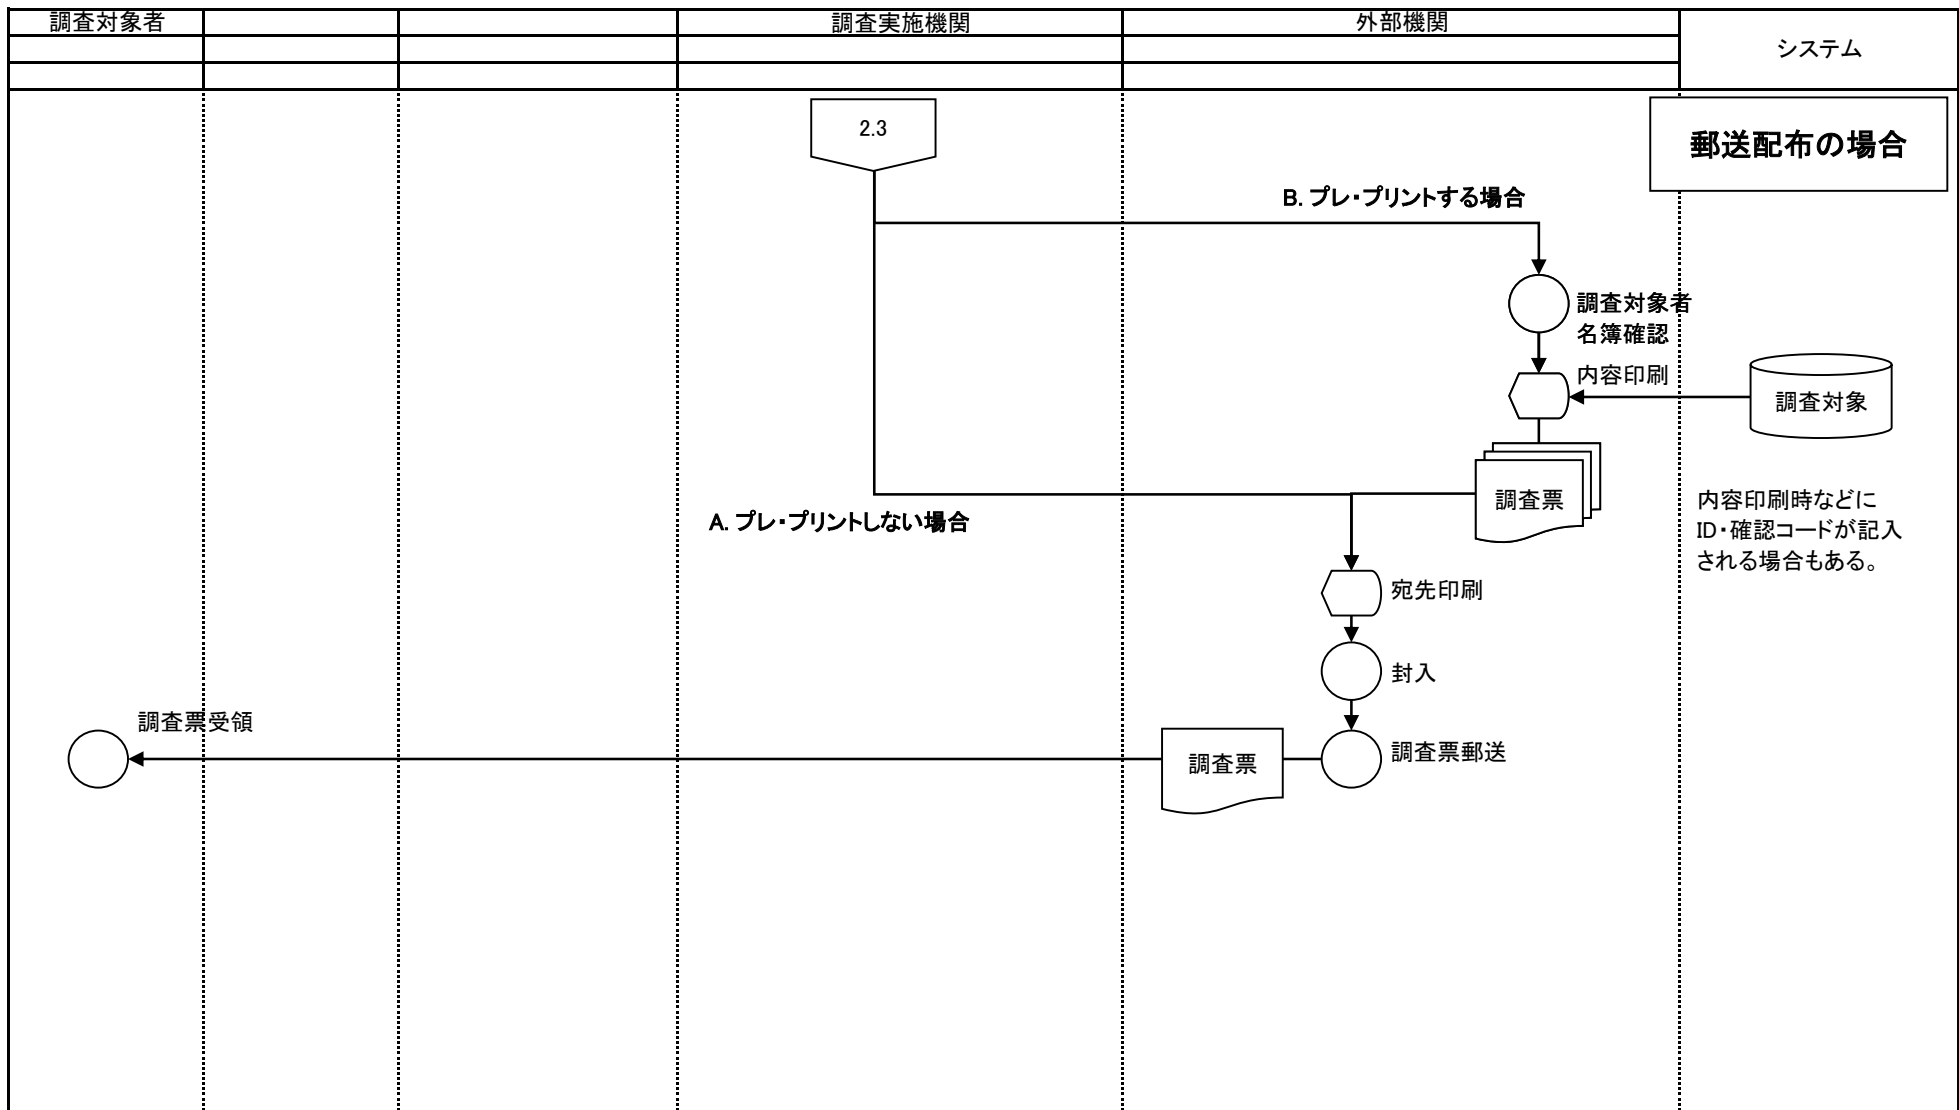 調査対象者
調査実施機関
外部機関
システム
2.3
郵送配布の場合
B. プレ・プリントする場合
調査対象者
名簿確認
内容印刷
調査対象
調査票
A. プレ・プリントしない場合
内容印刷時などに
ID・確認コードが記入
される場合もある。
宛先印刷
封入
調査票受領
調査票
調査票郵送